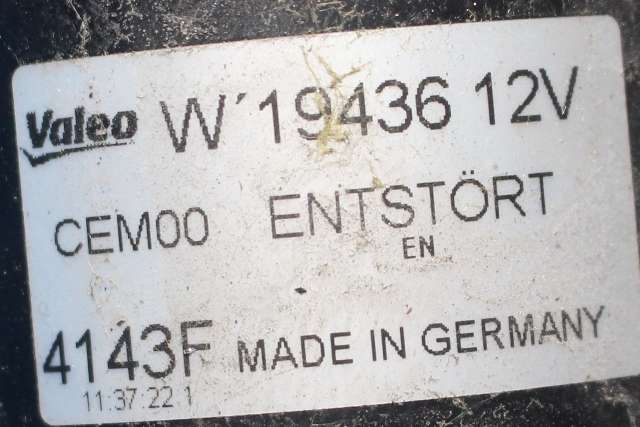 Valeo W'19436 12V
CEM00 ENTSTÖRT
EN
4143F MADE IN GERMANY
11.37.22 1